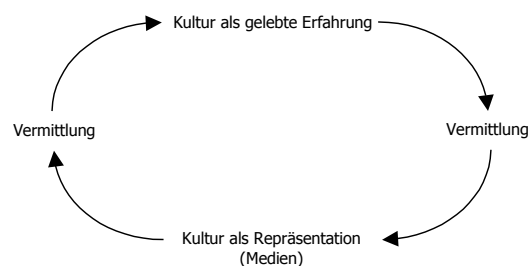 Kultur als gelebte Erfahrung
Vermittlung
Vermittlung
Kultur als Repräsentation
(Medien)